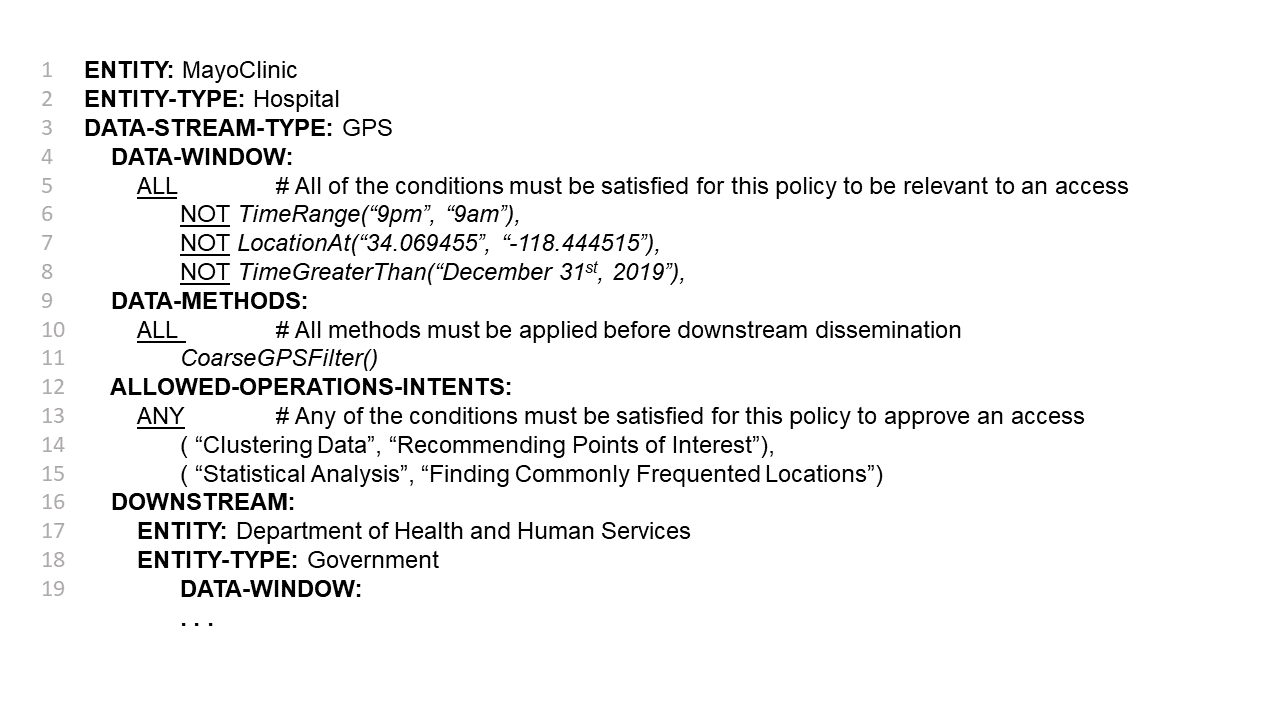 1 ENTITY: MayoClinic
2 ENTITY-TYPE: Hospital
3 DATA-STREAM-TYPE: GPS
4 DATA-WINDOW:
5 ALL # All of the conditions must be satisfied for this policy to be relevant to an access
6 NOT TimeRange(“9pm”, “9am”),
7 NOT LocationAt(“34.069455”, “-118.444515”),
8 NOT TimeGreaterThan(“December 31st, 2019”),
9 DATA-METHODS:
10 ALL # All methods must be applied before downstream dissemination
11 CoarseGPSFilter()
12 ALLOWED-OPERATIONS-INTENTS:
13 ANY # Any of the conditions must be satisfied for this policy to approve an access
14 ( “Clustering Data”, “Recommending Points of Interest”),
15 ( “Statistical Analysis”, “Finding Commonly Frequented Locations”)
16 DOWNSTREAM:
17 ENTITY: Department of Health and Human Services
18 ENTITY-TYPE: Government
19 DATA-WINDOW:
. . .